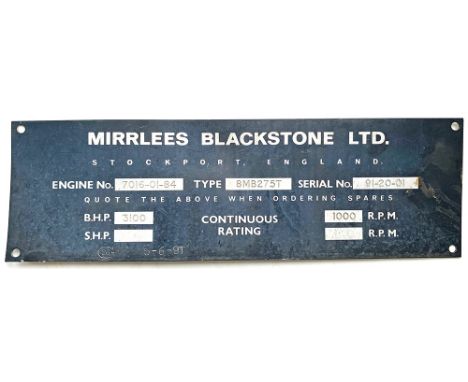 MIRRLEES BLACKSTONE LTD.
STOCKPORT, ENGLAND.
ENGINE No. 7016-01-84 TYPE 8MB275T SERIAL No. 91-20-01
QUOTE THE ABOVE WHEN ORDERING SPARES
B.H.P. 3100 CONTINUOUS RATING 1000 R.P.M.
S.H.P. R.P.M.